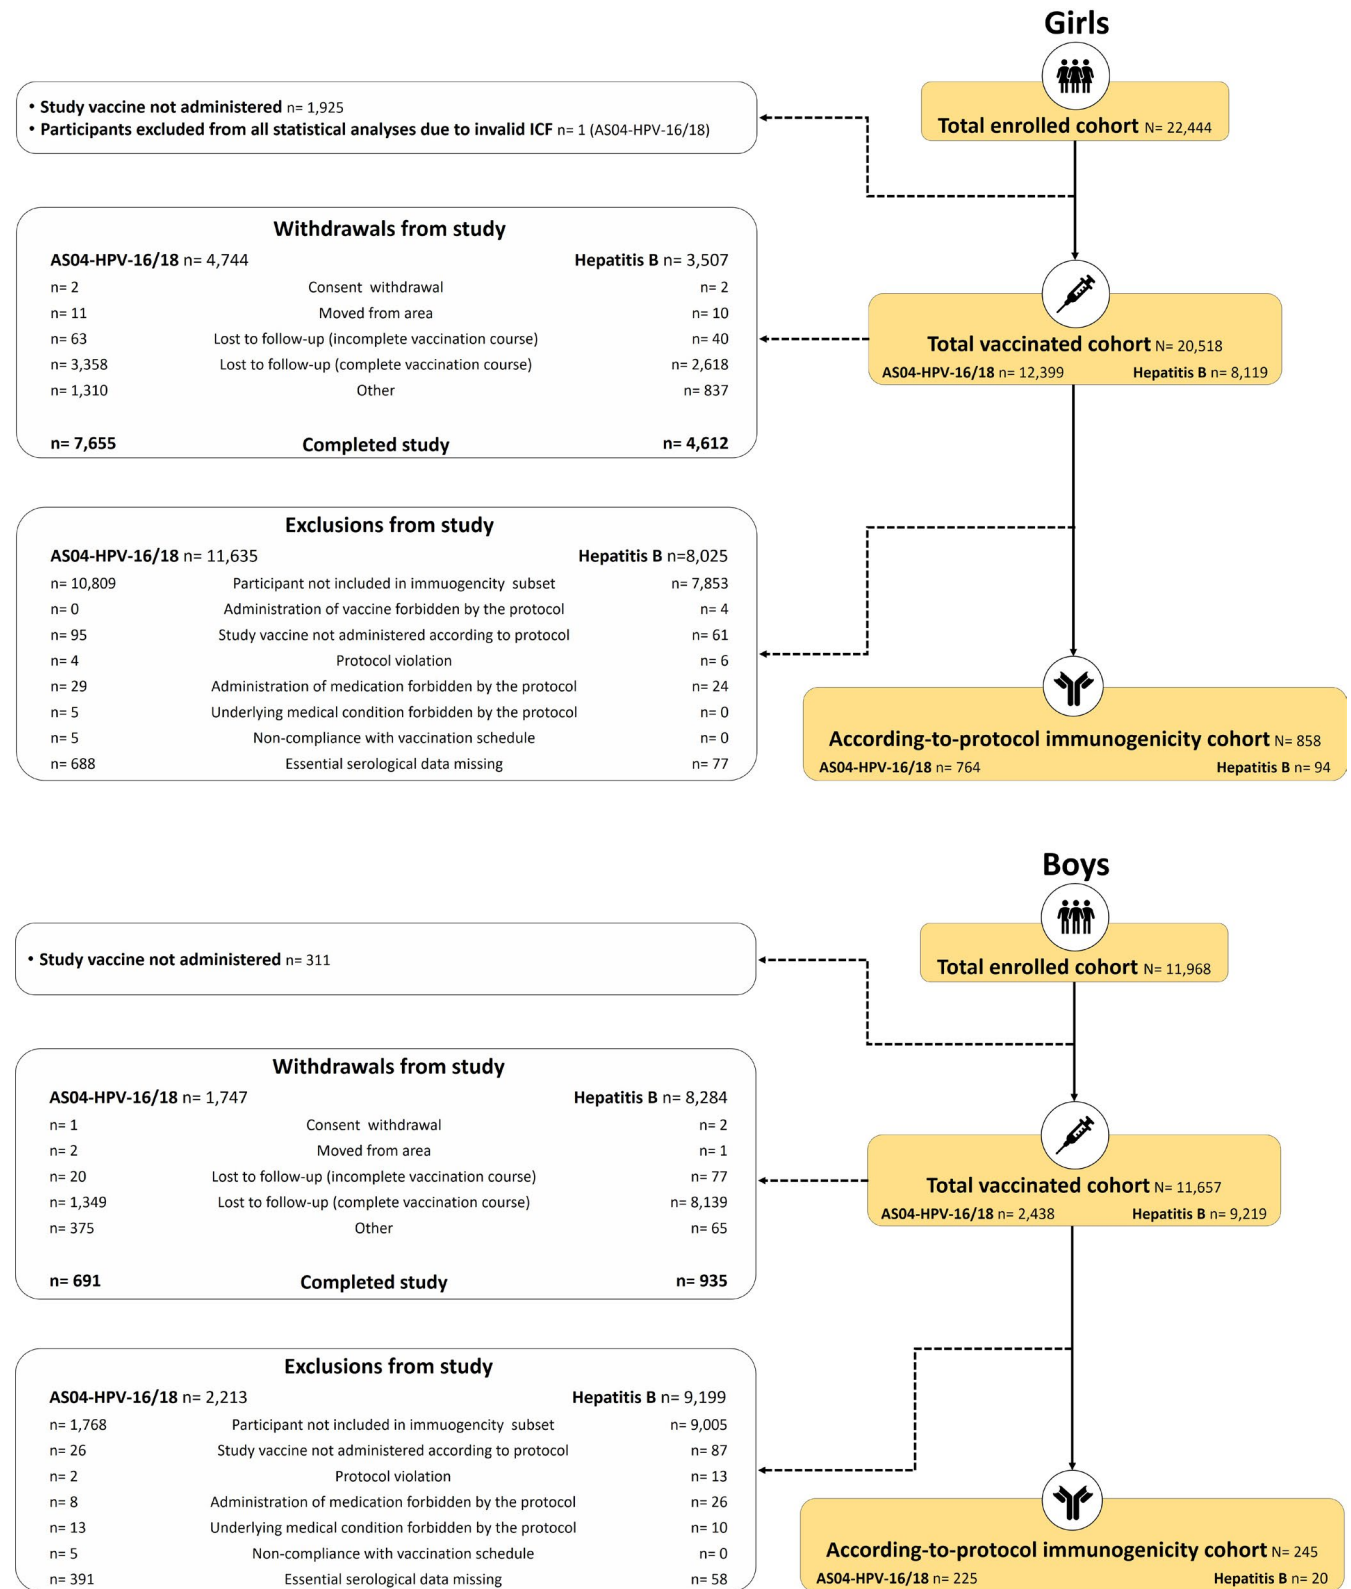 Girls
• Study vaccine not administered n= 1,925
• Participants excluded from all statistical analyses due to invalid ICF n= 1 (AS04-HPV-16/18)
Total enrolled cohort N= 22,444
Withdrawals from study
AS04-HPV-16/18 n= 4,744 Hepatitis B n= 3,507
n= 2 Consent withdrawal n= 2
n= 11 Moved from area n= 10
n= 63 Lost to follow-up (incomplete vaccination course) n= 40
n= 3,358 Lost to follow-up (complete vaccination course) n= 2,618
n= 1,310 Other n= 837
n= 7,655 Completed study n= 4,612
Total vaccinated cohort N= 20,518
AS04-HPV-16/18 n= 12,399 Hepatitis B n= 8,119
Exclusions from study
AS04-HPV-16/18 n= 11,635 Hepatitis B n=8,025
n= 10,809 Participant not included in immuogencity subset n= 7,853
n= 0 Administration of vaccine forbidden by the protocol n= 4
n= 95 Study vaccine not administered according to protocol n= 61
n= 4 Protocol violation n= 6
n= 29 Administration of medication forbidden by the protocol n= 24
n= 5 Underlying medical condition forbidden by the protocol n= 0
n= 5 Non-compliance with vaccination schedule n= 0
n= 688 Essential serological data missing n= 77
According-to-protocol immunogenicity cohort N= 858
AS04-HPV-16/18 n= 764 Hepatitis B n= 94
Boys
• Study vaccine not administered n= 311
Total enrolled cohort N= 11,968
Withdrawals from study
AS04-HPV-16/18 n= 1,747 Hepatitis B n= 8,284
n= 1 Consent withdrawal n= 2
n= 2 Moved from area n= 1
n= 20 Lost to follow-up (incomplete vaccination course) n= 77
n= 1,349 Lost to follow-up (complete vaccination course) n= 8,139
n= 375 Other n= 65
n= 691 Completed study n= 935
Total vaccinated cohort N= 11,657
AS04-HPV-16/18 n= 2,438 Hepatitis B n= 9,219
Exclusions from study
AS04-HPV-16/18 n= 2,213 Hepatitis B n= 9,199
n= 1,768 Participant not included in immuogencity subset n= 9,005
n= 26 Study vaccine not administered according to protocol n= 87
n= 2 Protocol violation n= 13
n= 8 Administration of medication forbidden by the protocol n= 26
n= 13 Underlying medical condition forbidden by the protocol n= 10
n= 5 Non-compliance with vaccination schedule n= 0
n= 391 Essential serological data missing n= 58
According-to-protocol immunogenicity cohort N= 245
AS04-HPV-16/18 n= 225 Hepatitis B n= 20